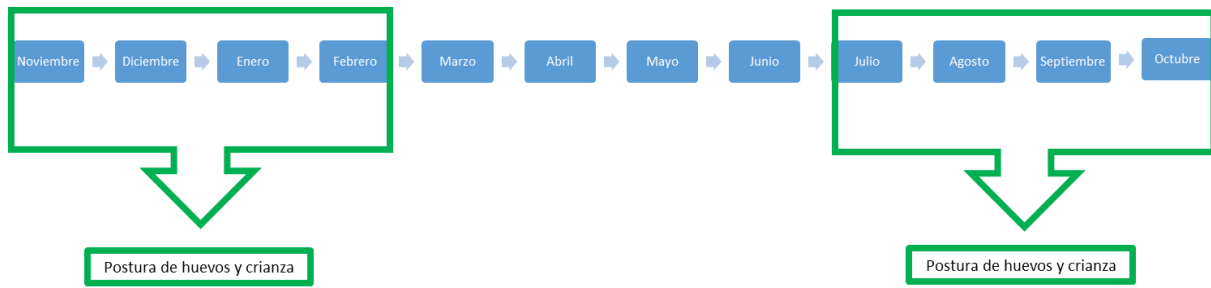 Noviembre Diciembre Enero Febrero Marzo Abril Mayo Junio Julio Agosto Septiembre Octubre
Postura de huevos y crianza
Postura de huevos y crianza